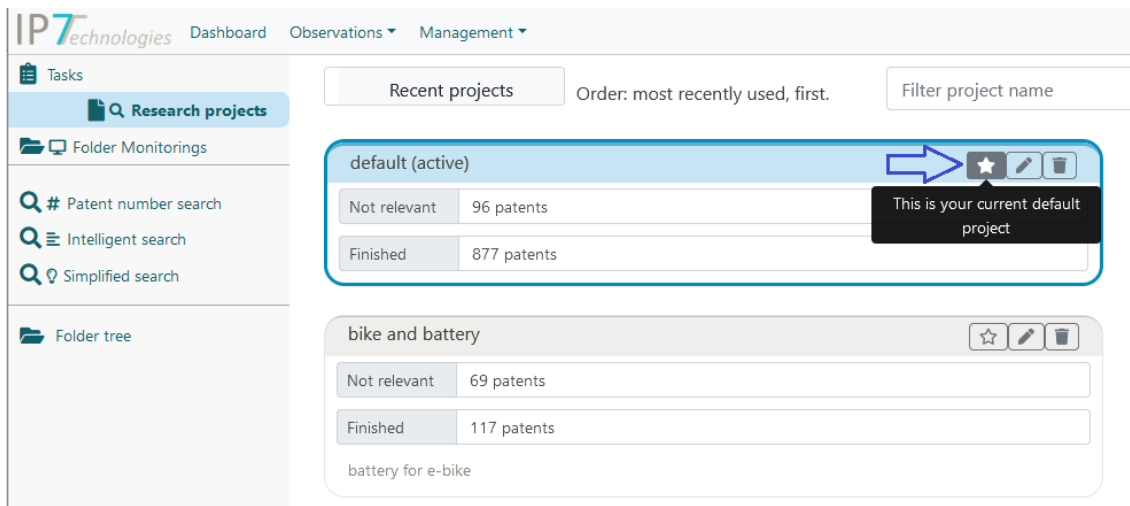 IP7Technologies Dashboard Observations Management
Tasks
Research projects
Folder Monitorings
# Patent number search
Intelligent search
Simplified search
Folder tree
Recent projects Order: most recently used, first. Filter project name
default (active)
This is your current default
project
Not relevant 96 patents
Finished 877 patents
bike and battery
Not relevant 69 patents
Finished 117 patents
battery for e-bike